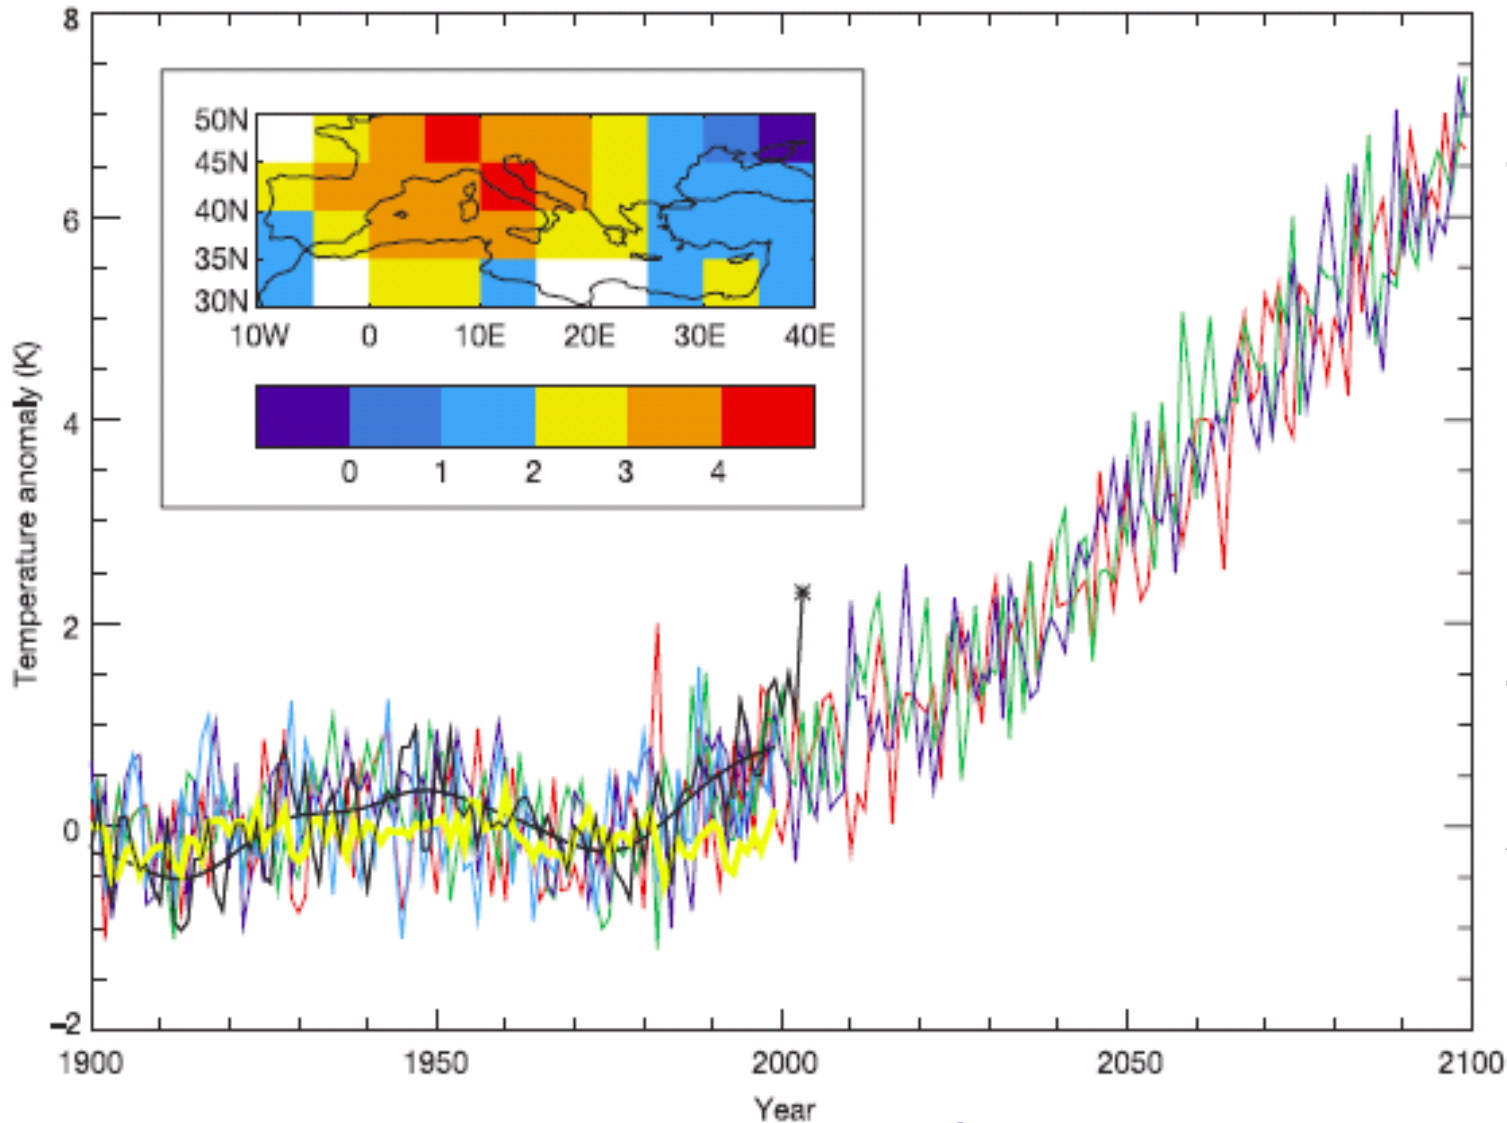 8
6
4
2
0
–2
Temperature anomaly (K)
50N
45N
40N
35N
30N
10W 0 10E 20E 30E 40E
0 1 2 3 4
1900 1950 2000 2050 2100
Year